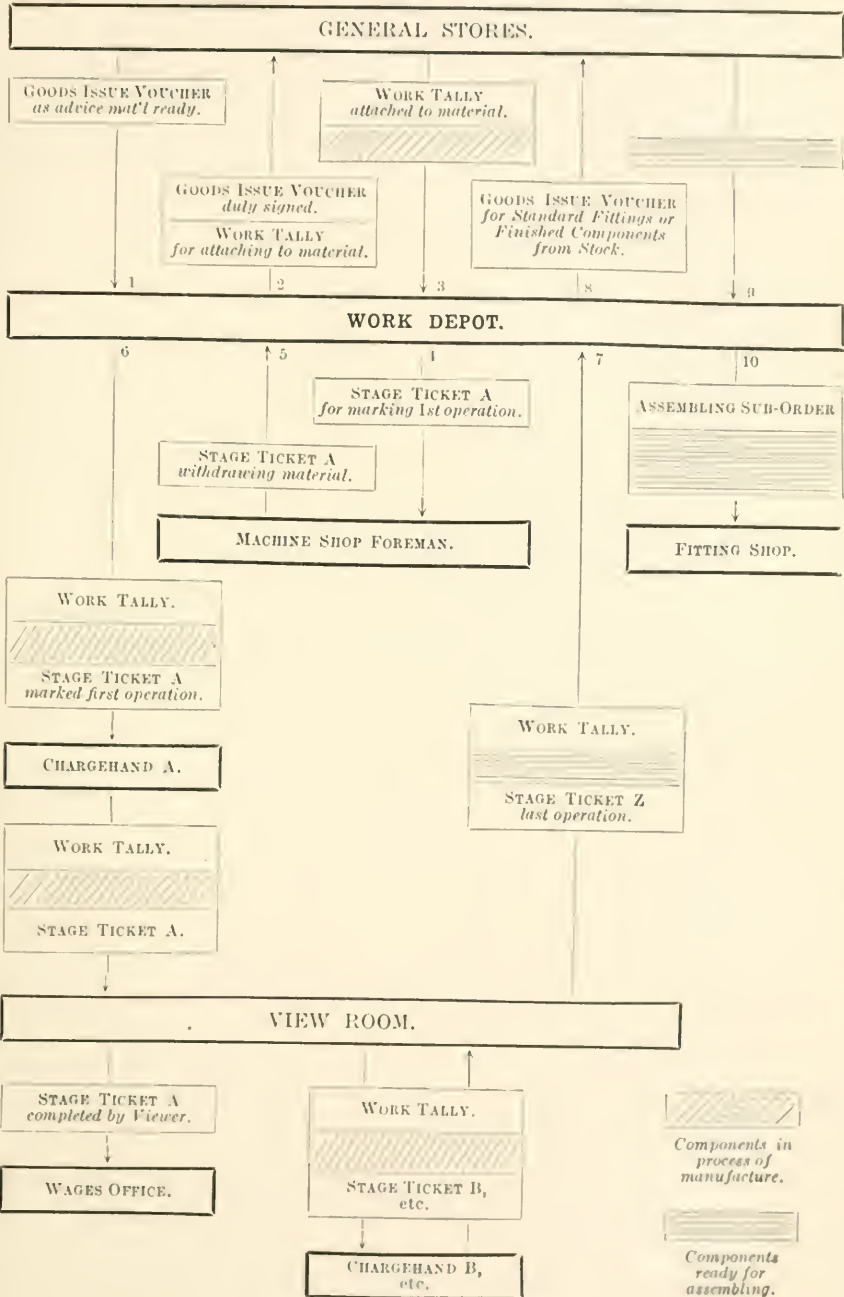 GENERAL STORES.
GOODS ISSUE VOUCHER
as advice mat'l ready.
WORK TALLY
attached to material.
GOODS ISSUE VOUCHER
duly signed.
WORK TALLY
for attaching to material.
GOODS ISSUE VOUCHER
for Standard Fittings or
Finished Components
from Stock.
1 2 3 8 9
WORK DEPOT.
6 5 4 7 10
STAGE TICKET A
for marking 1st operation.
ASSEMBLING SUB-ORDER
STAGE TICKET A
withdrawing material.
MACHINE SHOP FOREMAN.
FITTING SHOP.
WORK TALLY.
STAGE TICKET A
marked first operation.
CHARGEHAND A.
WORK TALLY.
STAGE TICKET Z
last operation.
WORK TALLY.
STAGE TICKET A.
VIEW ROOM.
STAGE TICKET A
completed by Viewer.
WAGES OFFICE.
WORK TALLY.
STAGE TICKET B,
etc.
CHARGEHAND B,
etc.
Components in
process of
manufacture.
Components
ready for
assembling.